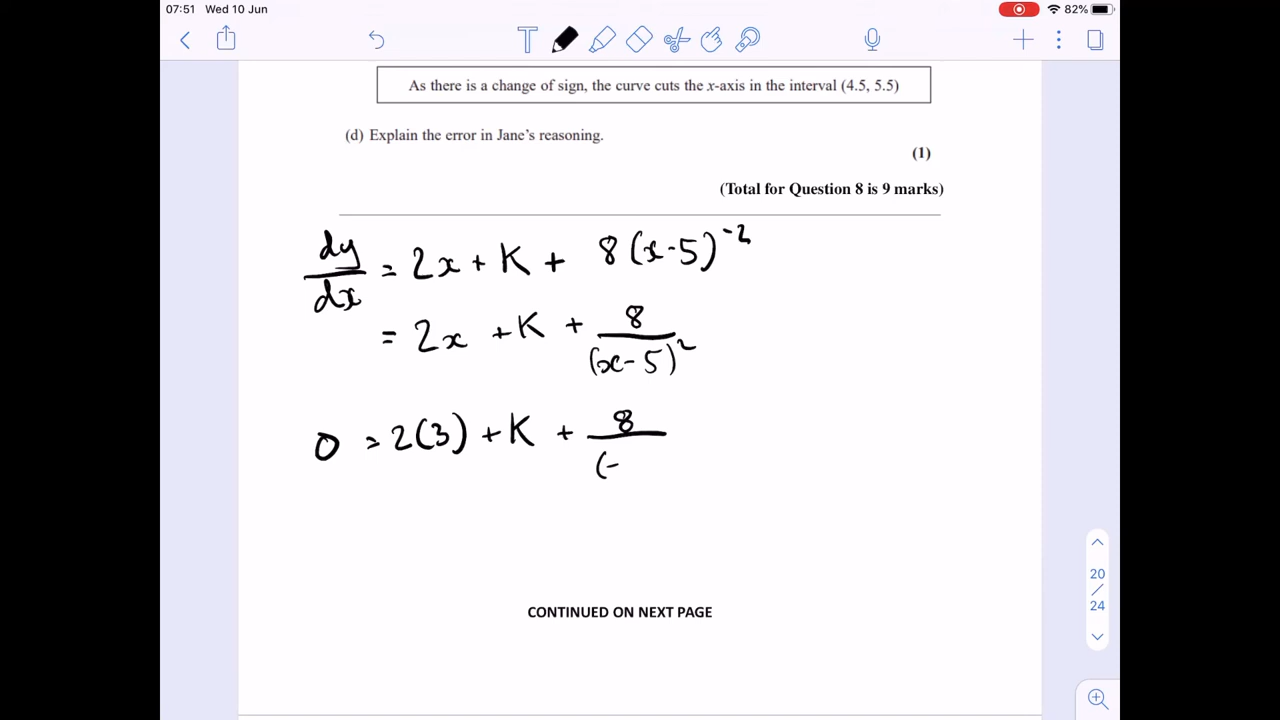 07:51 Wed 10 Jun
82%
T
As there is a change of sign, the curve cuts the x-axis in the interval (4.5, 5.5)
(d) Explain the error in Jane's reasoning.
(1)
(Total for Question 8 is 9 marks)
dy/dx = 2x + K + 8(x-5)^-2
= 2x + K + 8/(x-5)^2
0 = 2(3) + K + 8/(-
20
/
24
CONTINUED ON NEXT PAGE